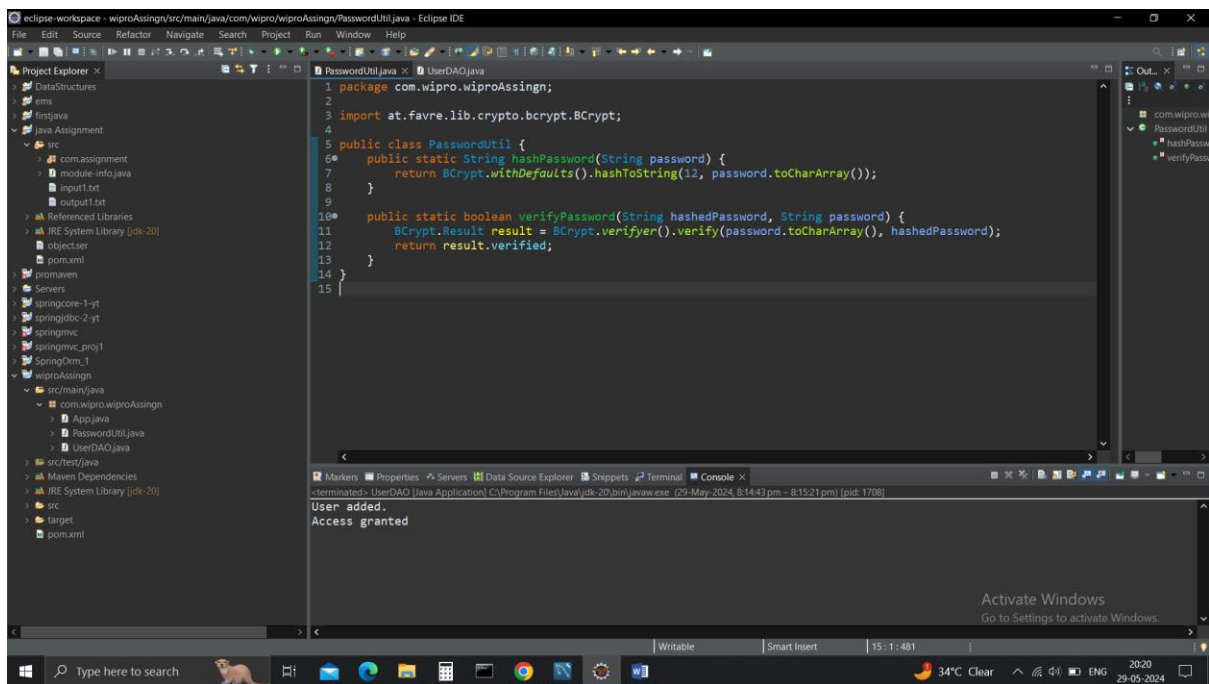 eclipse-workspace - wiproAssingn/src/main/java/com/wipro/wiproAssingn/PasswordUtil.java - Eclipse IDE
File Edit Source Refactor Navigate Search Project Run Window Help
Project Explorer
DataStructures
ems
firstjava
java Assignment
src
com.assignment
module-info.java
input1.txt
output1.txt
Referenced Libraries
JRE System Library [jdk-20]
object.ser
pom.xml
promaven
Servers
springcore-1-yt
springjdbc-2-yt
springmvc
springmvc_proj1
SpringOrm_1
wiproAssingn
src/main/java
com.wipro.wiproAssingn
App.java
PasswordUtil.java
UserDAO.java
src/test/java
Maven Dependencies
JRE System Library [jdk-20]
src
target
pom.xml
PasswordUtil.java UserDAO.java
1 package com.wipro.wiproAssingn;
2
3 import at.favre.lib.crypto.bcrypt.BCrypt;
4
5 public class PasswordUtil {
6 public static String hashPassword(String password) {
7 return BCrypt.withDefaults().hashToString(12, password.toCharArray());
8 }
9
10 public static boolean verifyPassword(String hashedPassword, String password) {
11 BCrypt.Result result = BCrypt.verifyer().verify(password.toCharArray(), hashedPassword);
12 return result.verified;
13 }
14 }
15
Out...
com.wipro.wi
PasswordUtil
hashPassw
verifyPassv
Markers Properties Servers Data Source Explorer Snippets Terminal Console
<terminated> UserDAO [Java Application] C:\Program Files\Java\jdk-20\bin\javaw.exe (29-May-2024, 8:14:43 pm – 8:15:21 pm) [pid: 1708]
User added.
Access granted
Activate Windows
Go to Settings to activate Windows.
Writable Smart Insert 15 : 1 : 481
Type here to search
34°C Clear ENG 20:20
29-05-2024